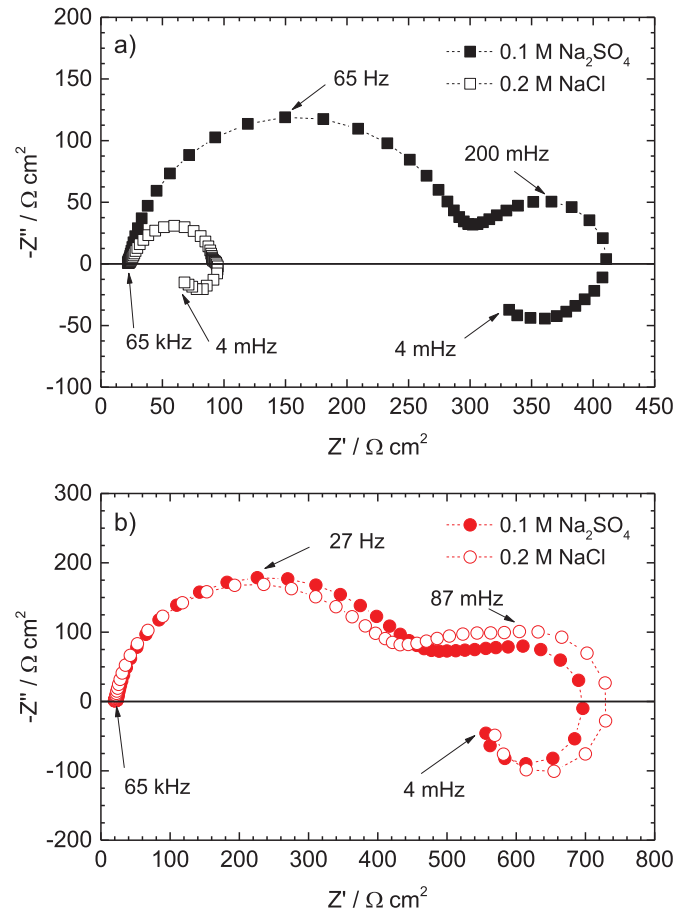 a)
0.1 M Na₂SO₄
0.2 M NaCl
65 Hz
200 mHz
65 kHz
4 mHz
4 mHz
-Z'' / Ω cm²
200
150
100
50
0
-50
-100
0 50 100 150 200 250 300 350 400 450
Z' / Ω cm²
b)
0.1 M Na₂SO₄
0.2 M NaCl
27 Hz
87 mHz
65 kHz
4 mHz
-Z'' / Ω cm²
300
200
100
0
-100
-200
0 100 200 300 400 500 600 700 800
Z' / Ω cm²